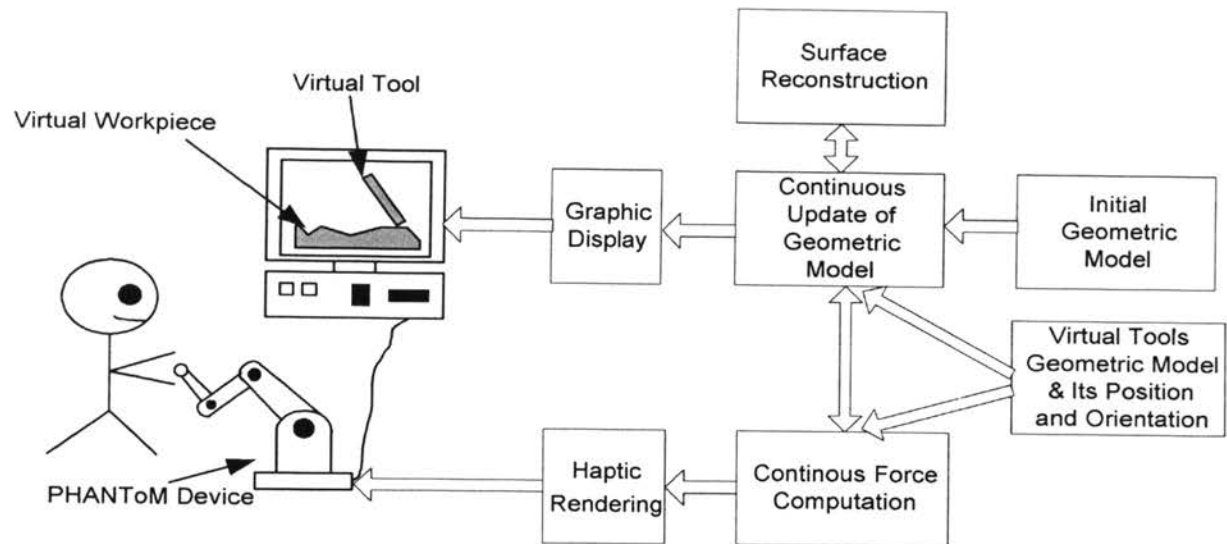 Surface
Reconstruction
Virtual Tool
Virtual Workpiece
Graphic
Display
Continuous
Update of
Geometric
Model
Initial
Geometric
Model
Virtual Tools
Geometric Model
& Its Position
and Orientation
PHANToM Device
Haptic
Rendering
Continous Force
Computation